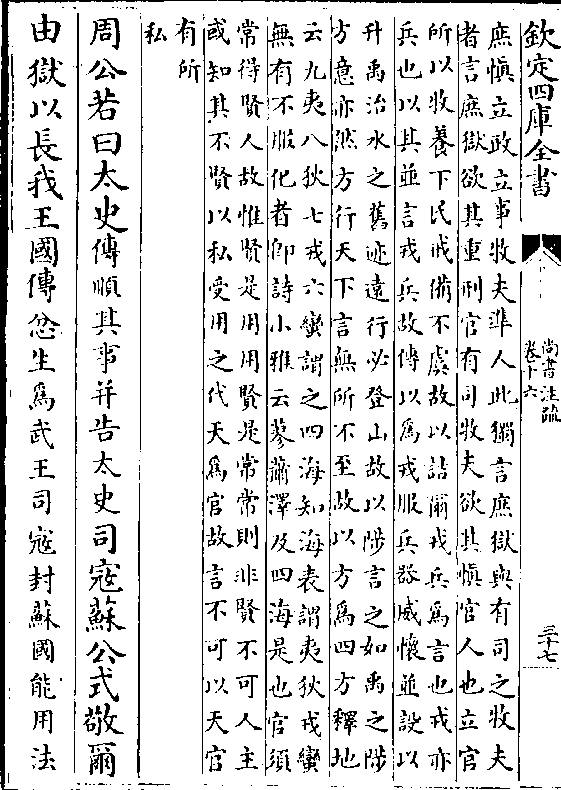 欽定四庫全書
尚書注疏
卷十六
三十七
庶慎立政立事牧夫準人此獨言庶獄與有司之牧夫
者言庶獄欲其重刑官有司牧夫欲其慎官人也立官
所以牧養下民戒備不虞故以詰爾戎兵為言也戎亦
兵也以其並言戎兵故傳以為戎服兵器威懷並設以
升禹治水之舊迹遠行必登山故以陟言之如禹之陟
方意亦然方行天下言無所不至故以方為四方釋地
云九夷八狄七戎六蠻謂之四海知海表謂夷狄戎蠻
無有不服化者即詩小雅云蓼蕭澤及四海是也官須
常得賢人故惟賢是用用賢是常常則非賢不可人主
或知其不賢以私受用之代天為官故言不可以天官
有所
私
周公若曰太史傳順其事并告太史司寇蘇公式敬爾
由獄以長我王國傳忿生為武王司寇封蘇國能用法